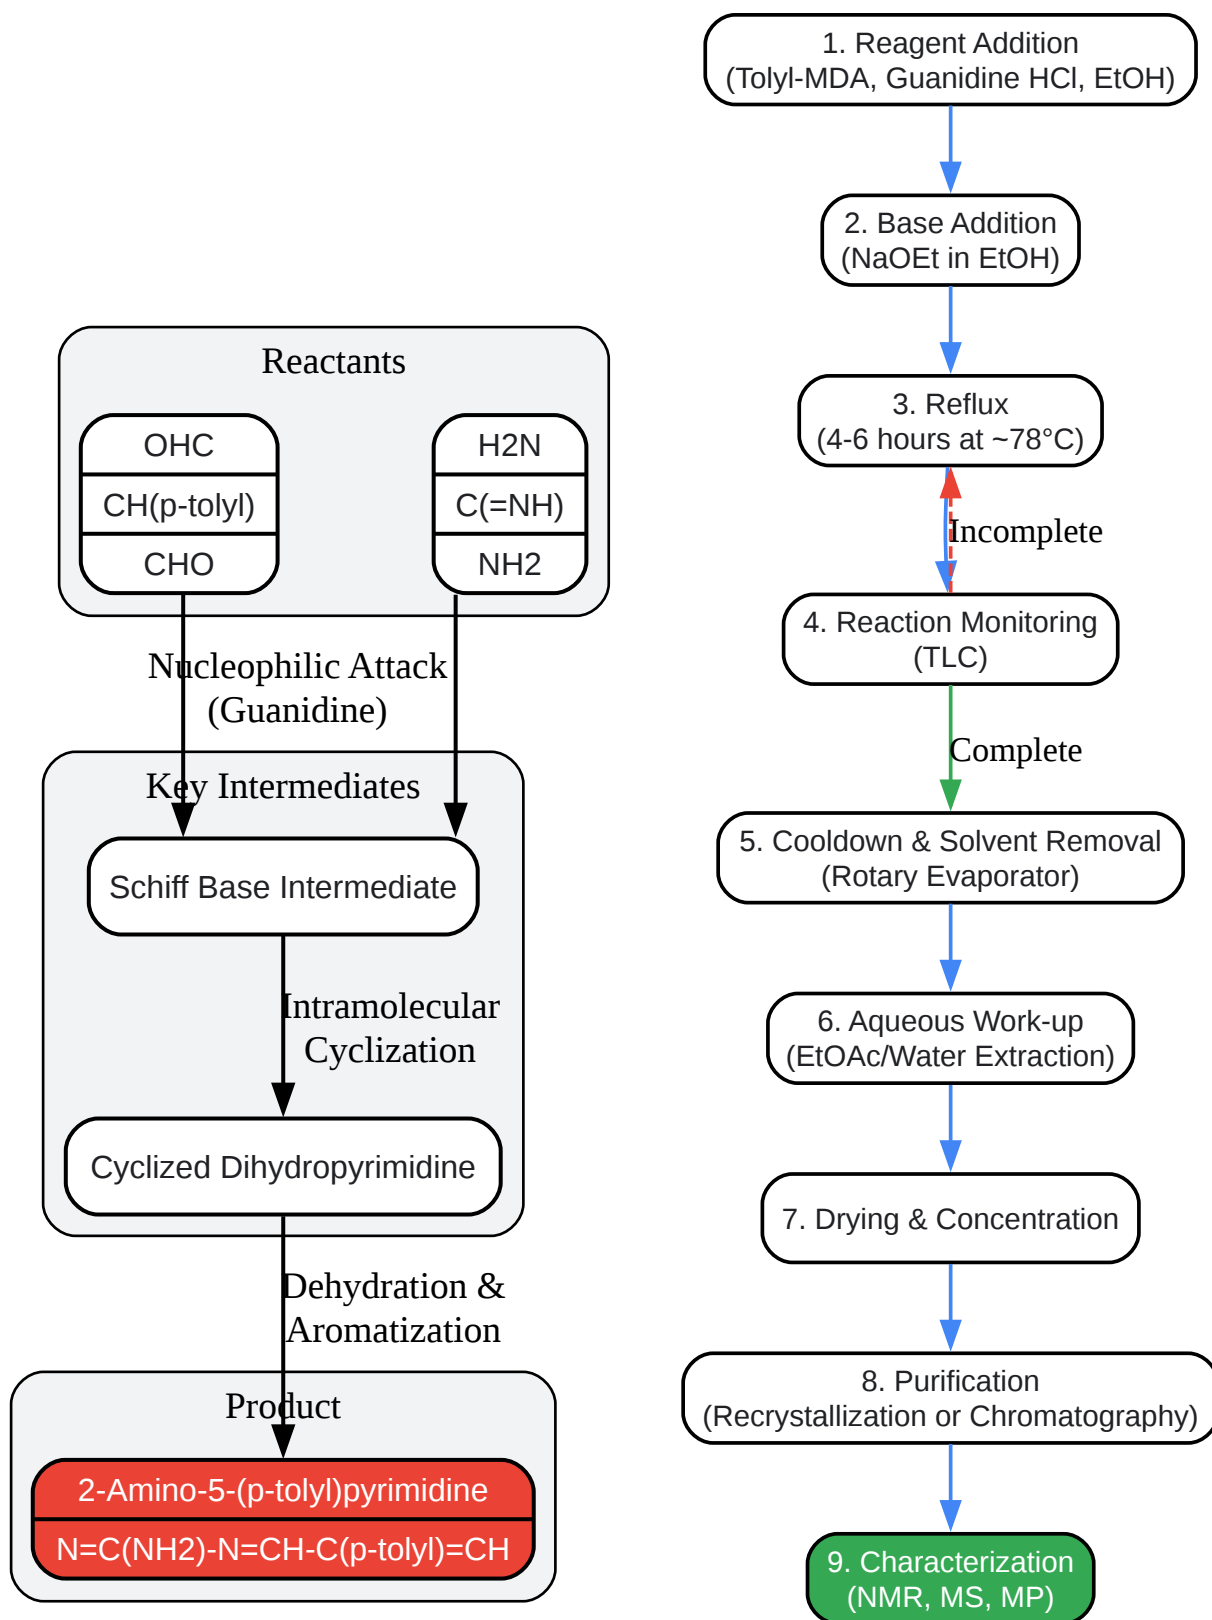 Reactants
OHC
CH(p-tolyl)
CHO
H2N
C(=NH)
NH2
Nucleophilic Attack
(Guanidine)
Key Intermediates
Schiff Base Intermediate
Intramolecular
Cyclization
Cyclized Dihydropyrimidine
Dehydration &
Aromatization
Product
2-Amino-5-(p-tolyl)pyrimidine
N=C(NH2)-N=CH-C(p-tolyl)=CH
1. Reagent Addition
(Tolyl-MDA, Guanidine HCl, EtOH)
2. Base Addition
(NaOEt in EtOH)
3. Reflux
(4-6 hours at ~78°C)
Incomplete
4. Reaction Monitoring
(TLC)
Complete
5. Cooldown & Solvent Removal
(Rotary Evaporator)
6. Aqueous Work-up
(EtOAc/Water Extraction)
7. Drying & Concentration
8. Purification
(Recrystallization or Chromatography)
9. Characterization
(NMR, MS, MP)